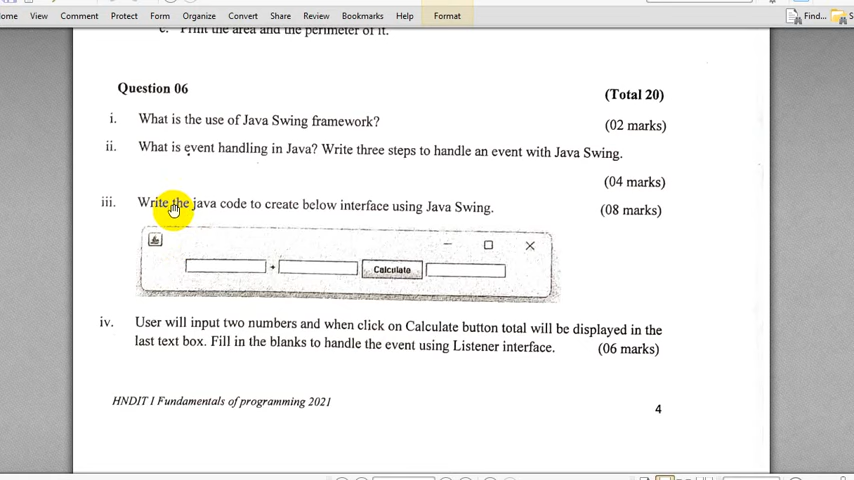 ome View Comment Protect Form Organize Convert Share Review Bookmarks Help Format Find...
c. Print the area and the perimeter of it.
Question 06 (Total 20)
i. What is the use of Java Swing framework? (02 marks)
ii. What is event handling in Java? Write three steps to handle an event with Java Swing.
(04 marks)
iii. Write the java code to create below interface using Java Swing. (08 marks)
+ Calculate
iv. User will input two numbers and when click on Calculate button total will be displayed in the
last text box. Fill in the blanks to handle the event using Listener interface. (06 marks)
HNDIT I Fundamentals of programming 2021 4